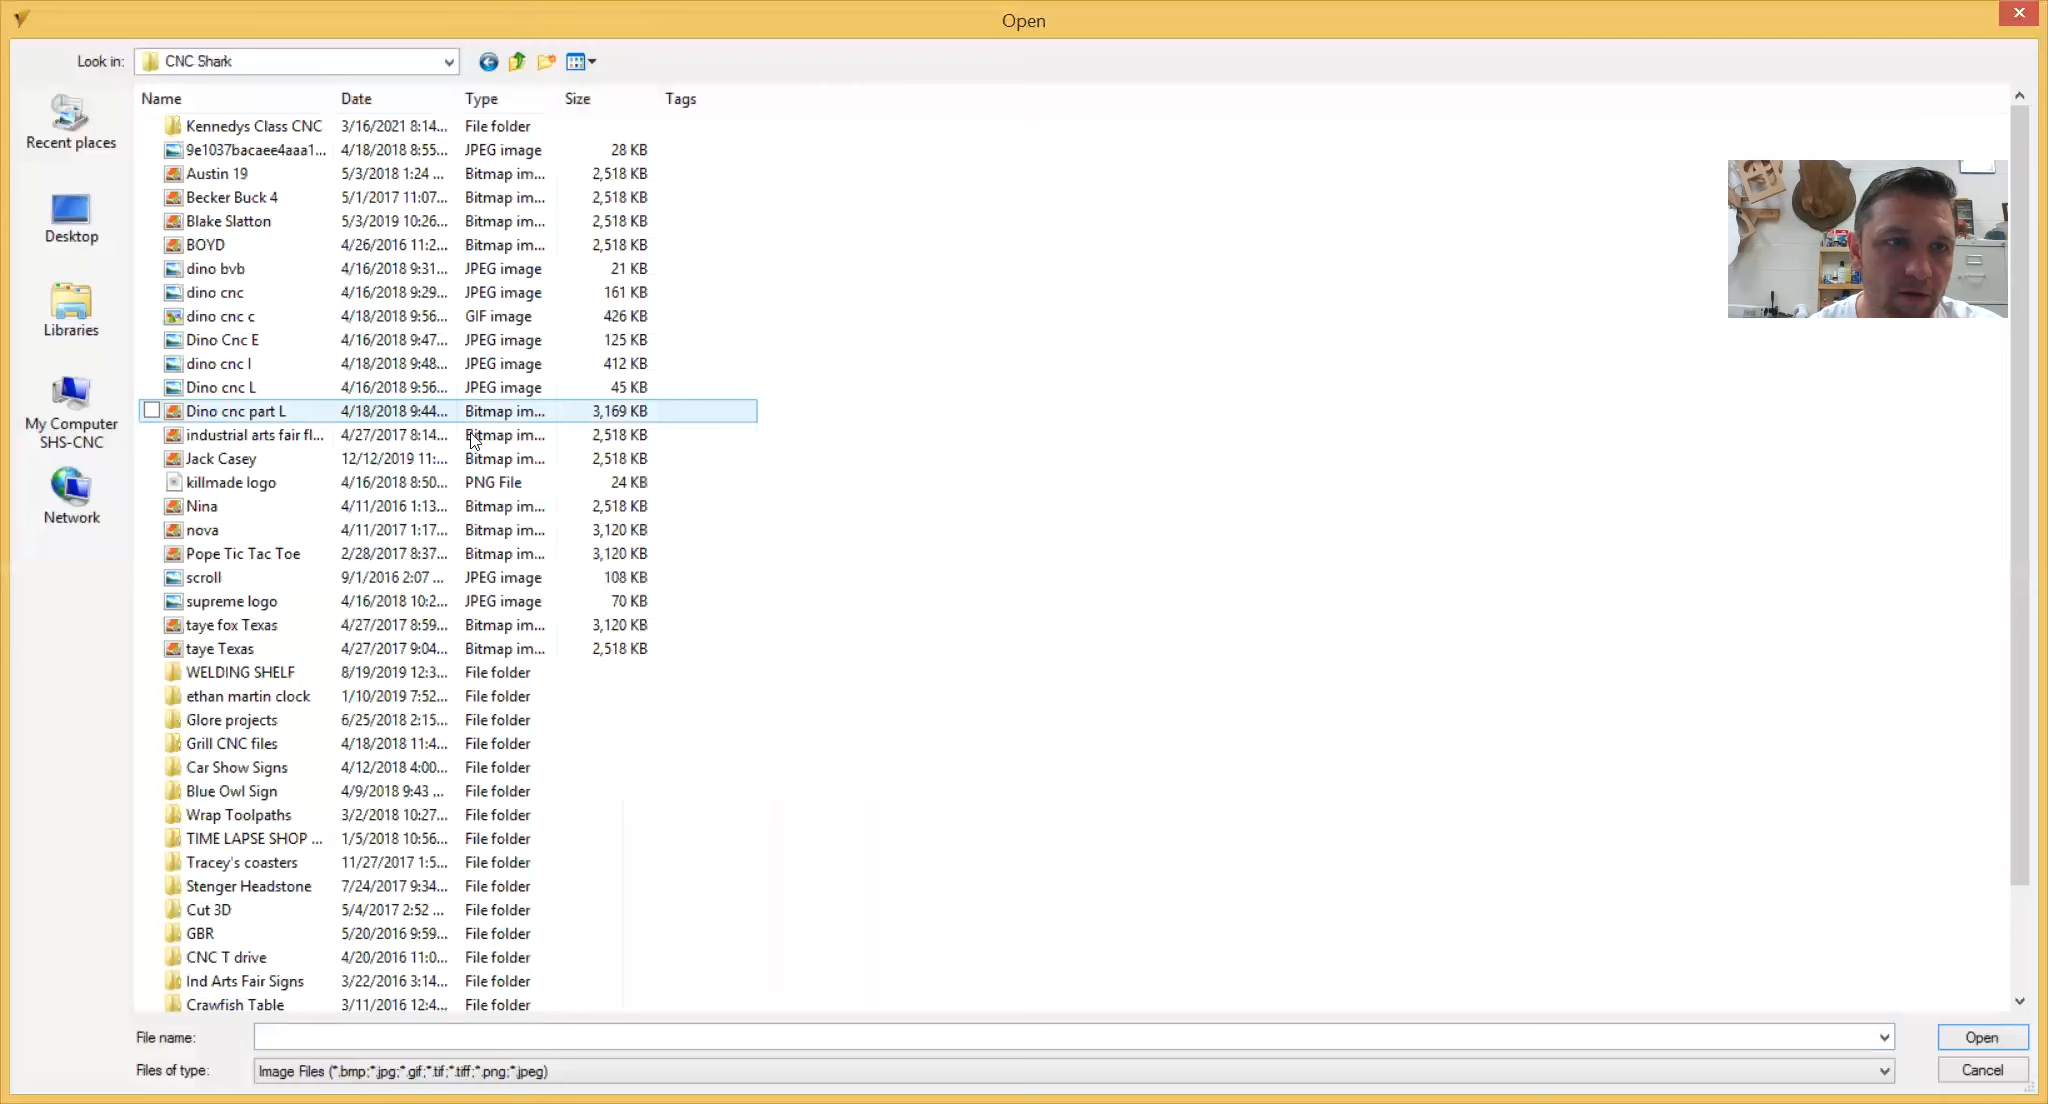 Open
Look in: CNC Shark
Name Date Type Size Tags
Kennedys Class CNC 3/16/2021 8:14... File folder
9e1037bacaee4aaa1... 4/18/2018 8:55... JPEG image 28 KB
Austin 19 5/3/2018 1:24 ... Bitmap im... 2,518 KB
Becker Buck 4 5/1/2017 11:07... Bitmap im... 2,518 KB
Blake Slatton 5/3/2019 10:26... Bitmap im... 2,518 KB
BOYD 4/26/2016 11:2... Bitmap im... 2,518 KB
dino bvb 4/16/2018 9:31... JPEG image 21 KB
dino cnc 4/16/2018 9:29... JPEG image 161 KB
dino cnc c 4/18/2018 9:56... GIF image 426 KB
Dino Cnc E 4/16/2018 9:47... JPEG image 125 KB
dino cnc l 4/18/2018 9:48... JPEG image 412 KB
Dino cnc L 4/16/2018 9:56... JPEG image 45 KB
Dino cnc part L 4/18/2018 9:44... Bitmap im... 3,169 KB
industrial arts fair fl... 4/27/2017 8:14... Bitmap im... 2,518 KB
Jack Casey 12/12/2019 11:... Bitmap im... 2,518 KB
killmade logo 4/16/2018 8:50... PNG File 24 KB
Nina 4/11/2016 1:13... Bitmap im... 2,518 KB
nova 4/11/2017 1:17... Bitmap im... 3,120 KB
Pope Tic Tac Toe 2/28/2017 8:37... Bitmap im... 3,120 KB
scroll 9/1/2016 2:07 ... JPEG image 108 KB
supreme logo 4/16/2018 10:2... JPEG image 70 KB
taye fox Texas 4/27/2017 8:59... Bitmap im... 3,120 KB
taye Texas 4/27/2017 9:04... Bitmap im... 2,518 KB
WELDING SHELF 8/19/2019 12:3... File folder
ethan martin clock 1/10/2019 7:52... File folder
Glore projects 6/25/2018 2:15... File folder
Grill CNC files 4/18/2018 11:4... File folder
Car Show Signs 4/12/2018 4:00... File folder
Blue Owl Sign 4/9/2018 9:43 ... File folder
Wrap Toolpaths 3/2/2018 10:27... File folder
TIME LAPSE SHOP ... 1/5/2018 10:56... File folder
Tracey's coasters 11/27/2017 1:5... File folder
Stenger Headstone 7/24/2017 9:34... File folder
Cut 3D 5/4/2017 2:52 ... File folder
GBR 5/20/2016 9:59... File folder
CNC T drive 4/20/2016 11:0... File folder
Ind Arts Fair Signs 3/22/2016 3:14... File folder
Crawfish Table 3/11/2016 12:4... File folder
Recent places
Desktop
Libraries
My Computer
SHS-CNC
Network
File name:
Open
Files of type: Image Files (*.bmp;*.jpg;*.gif;*.tif;*.tiff;*.png;*.jpeg)
Cancel